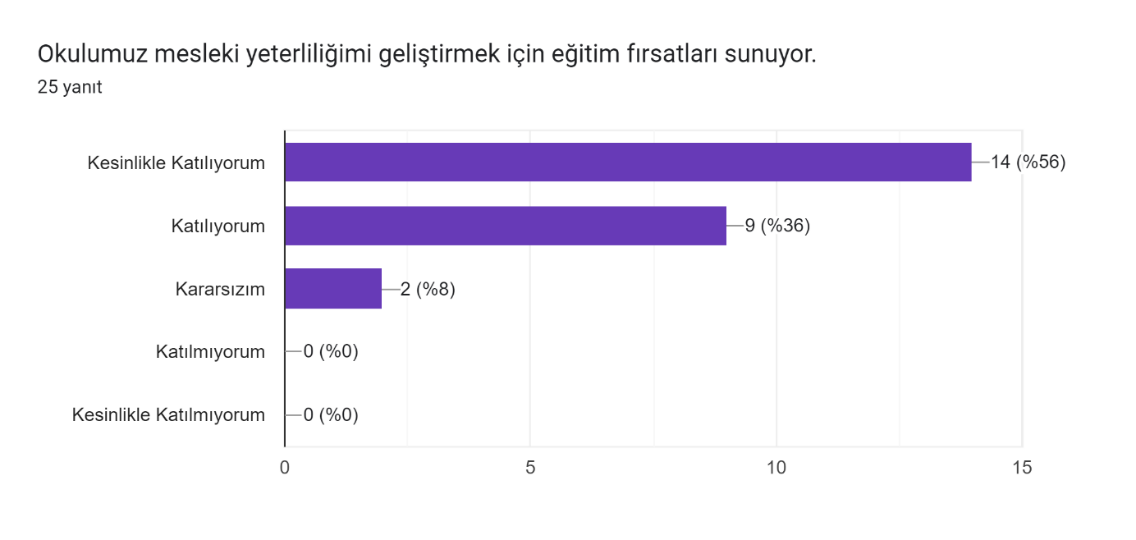 Okulumuz mesleki yeterliliğimi geliştirmek için eğitim fırsatları sunuyor.
25 yanıt
Kesinlikle Katılıyorum 14 (%56)
Katılıyorum 9 (%36)
Kararsızım 2 (%8)
Katılmıyorum 0 (%0)
Kesinlikle Katılmıyorum 0 (%0)
0 5 10 15